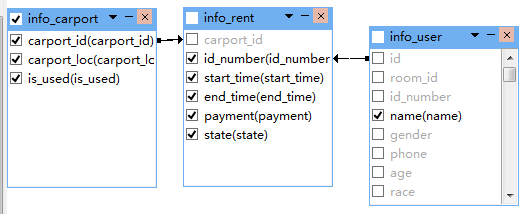 info_carport
carport_id(carport_id)
carport_loc(carport_lc
is_used(is_used)
info_rent
carport_id
id_number(id_number
start_time(start_time)
end_time(end_time)
payment(payment)
state(state)
info_user
id
room_id
id_number
name(name)
gender
phone
age
race